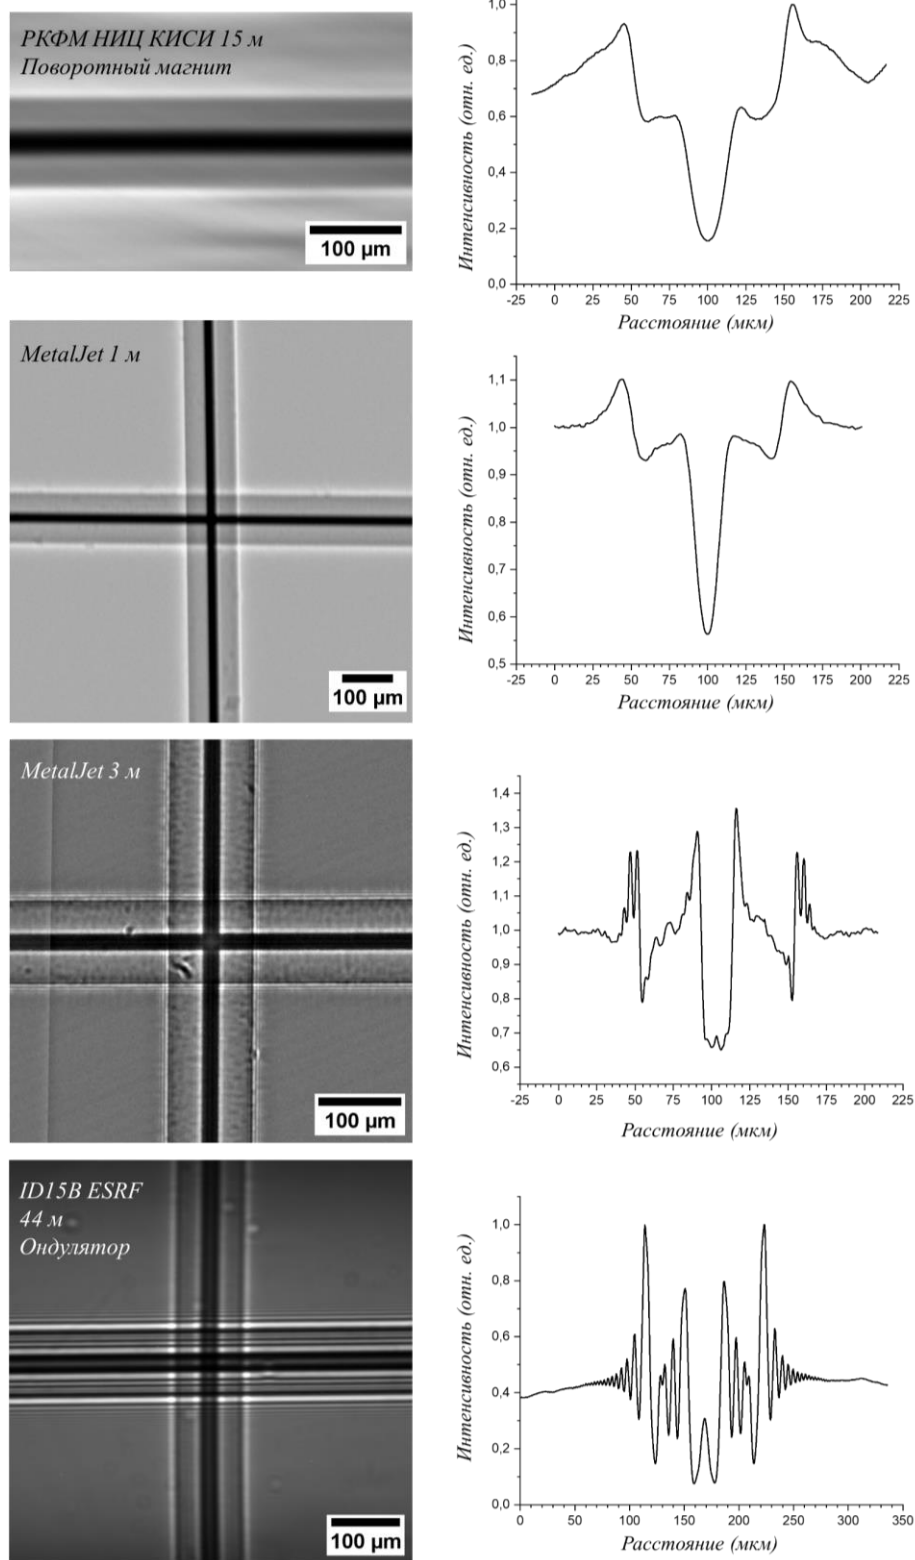 РКФМ НИЦ КИСИ 15 м
Поворотный магнит
100 µm
Интенсивность (отн. ед.)
1,0
0,8
0,6
0,4
0,2
0,0
-25 0 25 50 75 100 125 150 175 200 225
Расстояние (мкм)
MetalJet 1 м
100 µm
Интенсивность (отн. ед.)
1,1
1,0
0,9
0,8
0,7
0,6
0,5
-25 0 25 50 75 100 125 150 175 200 225
Расстояние (мкм)
MetalJet 3 м
100 µm
Интенсивность (отн. ед.)
1,4
1,3
1,2
1,1
1,0
0,9
0,8
0,7
0,6
-25 0 25 50 75 100 125 150 175 200 225
Расстояние (мкм)
ID15B ESRF
44 м
Ондулятор
100 µm
Интенсивность (отн. ед.)
1,0
0,8
0,6
0,4
0,2
0,0
0 50 100 150 200 250 300 350
Расстояние (мкм)